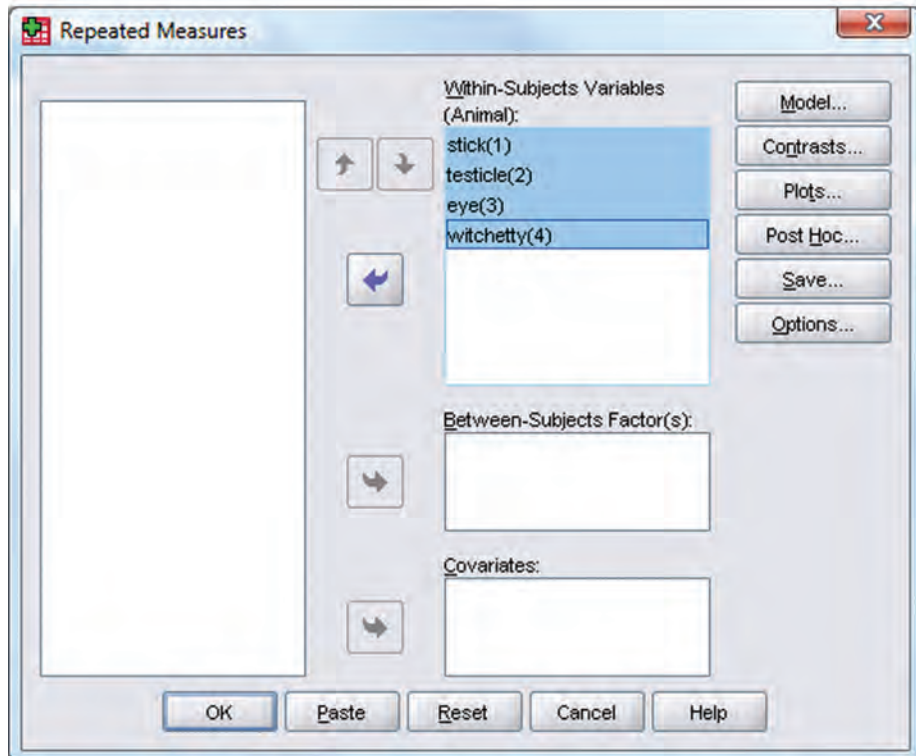 Repeated Measures
Within-Subjects Variables
(Animal):
stick(1)
testicle(2)
eye(3)
witchetty(4)
Model...
Contrasts...
Plots...
Post Hoc...
Save...
Options...
Between-Subjects Factor(s):
Covariates:
OK
Paste
Reset
Cancel
Help